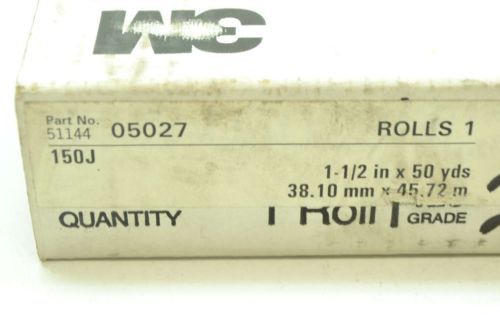 3M
Part No.
51144 05027 ROLLS 1
150J
1-1/2 in x 50 yds
38.10 mm x 45.72 m
QUANTITY 1 Roll
GRADE